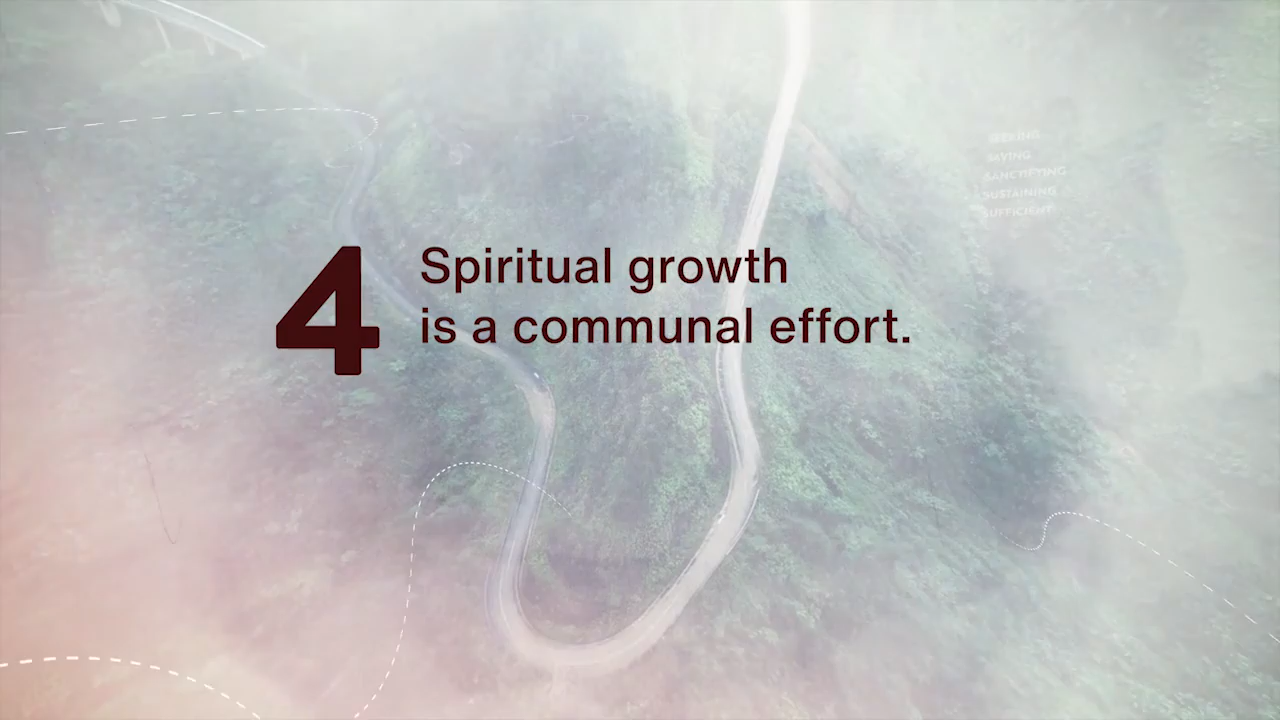 SAVING
SANCTIFYING
SUSTAINING
SUFFICIENT
4
Spiritual growth
is a communal effort.